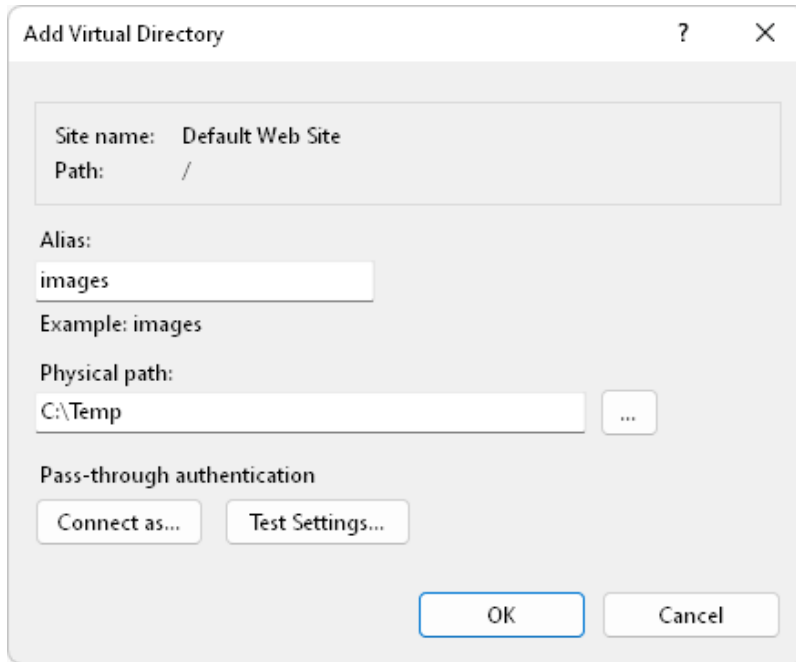 Add Virtual Directory ?
Site name: Default Web Site
Path: /
Alias:
images
Example: images
Physical path:
C:\Temp
...
Pass-through authentication
Connect as... Test Settings...
OK Cancel